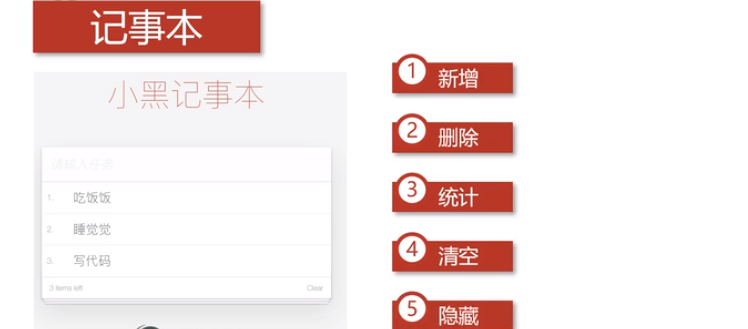 记事本
小黑记事本
请输入任务
1. 吃饭饭
2. 睡觉觉
3. 写代码
3 items left Clear
1 新增
2 删除
3 统计
4 清空
5 隐藏